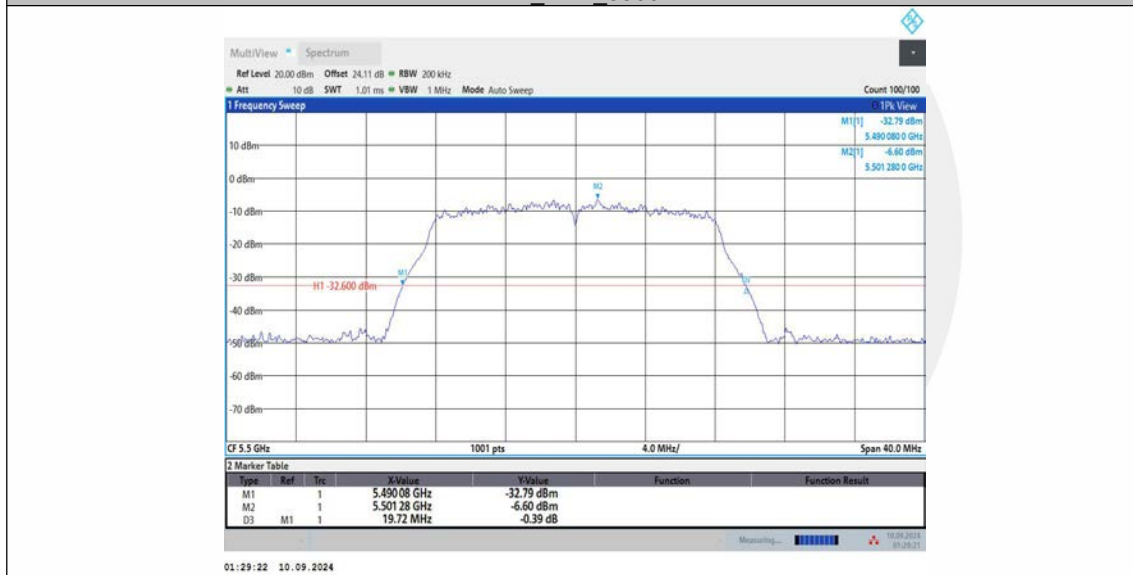 MultiView Spectrum
Ref Level 20.00 dBm Offset 24.11 dB RBW 200 kHz
Att 10 dB SWT 1.01 ms VBW 1 MHz Mode Auto Sweep Count 100/100
1 Frequency Sweep 1Pk View
M1[1] -32.79 dBm
5.490 080 0 GHz
M2[1] -6.60 dBm
5.501 280 0 GHz
10 dBm
0 dBm
M2
-10 dBm
-20 dBm
-30 dBm
M1
H1 -32.600 dBm
-40 dBm
-50 dBm
-60 dBm
-70 dBm
CF 5.5 GHz 1001 pts 4.0 MHz/ Span 40.0 MHz
2 Marker Table
Type Ref Trc X-Value Y-Value Function Function Result
M1 1 5.490 08 GHz -32.79 dBm
M2 1 5.501 28 GHz -6.60 dBm
D3 M1 1 19.72 MHz -0.39 dB
Measuring... 10.09.2024
01:29:22 10.09.2024